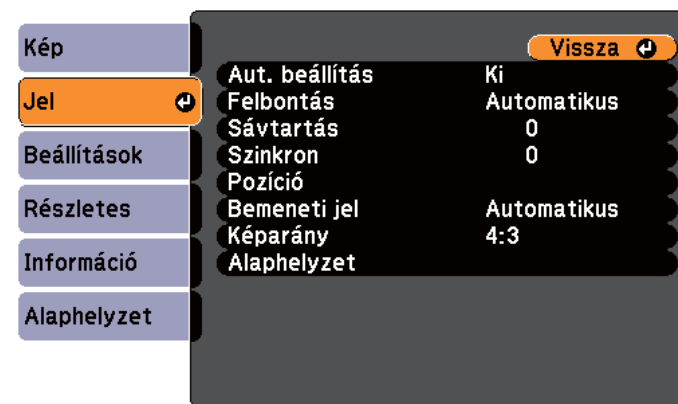 Kép
Jel
Beállítások
Részletes
Információ
Alaphelyzet
Vissza
Aut. beállítás Ki
Felbontás Automatikus
Sávtartás 0
Szinkron 0
Pozíció
Bemeneti jel Automatikus
Képarány 4:3
Alaphelyzet